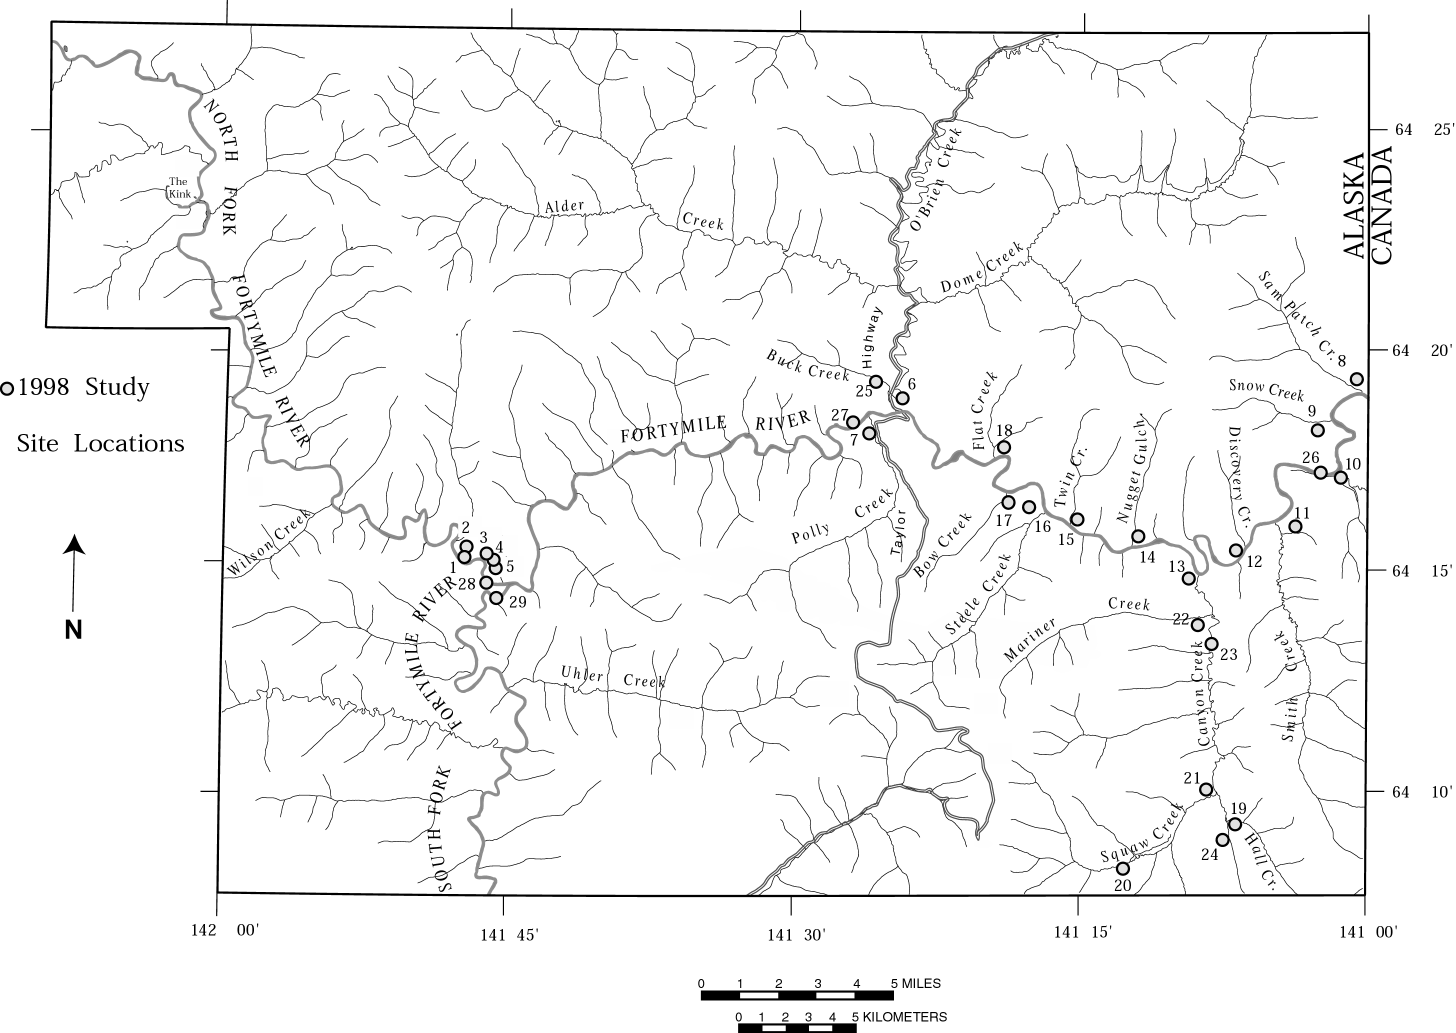 NORTH FORK
FORTYMILE RIVER
The
Kink
Alder Creek
O'Brien Creek
Dome Creek
ALASKA
CANADA
64 25'
Sam Patch Cr.
8
64 20'
1998 Study
Site Locations
Highway
Buck Creek
25
6
27
7
FORTYMILE RIVER
Flat Creek
18
Snow Creek
9
26
10
Twin Cr.
Nugget Gulch
Discovery Cr.
11
Wilson Creek
2
3
4
1
5
28
29
Polly Creek
Taylor
Bow Creek
17
16
15
14
12
13
64 15'
N
SOUTH FORK FORTYMILE RIVER
Steele Creek
Mariner Creek
22
23
Uhler Creek
Canyon Creek
Smith Creek
21
64 10'
19
24
Squaw Creek
20
Hall Cr.
142 00'
141 45'
141 30'
141 15'
141 00'
0 1 2 3 4 5 MILES
0 1 2 3 4 5 KILOMETERS